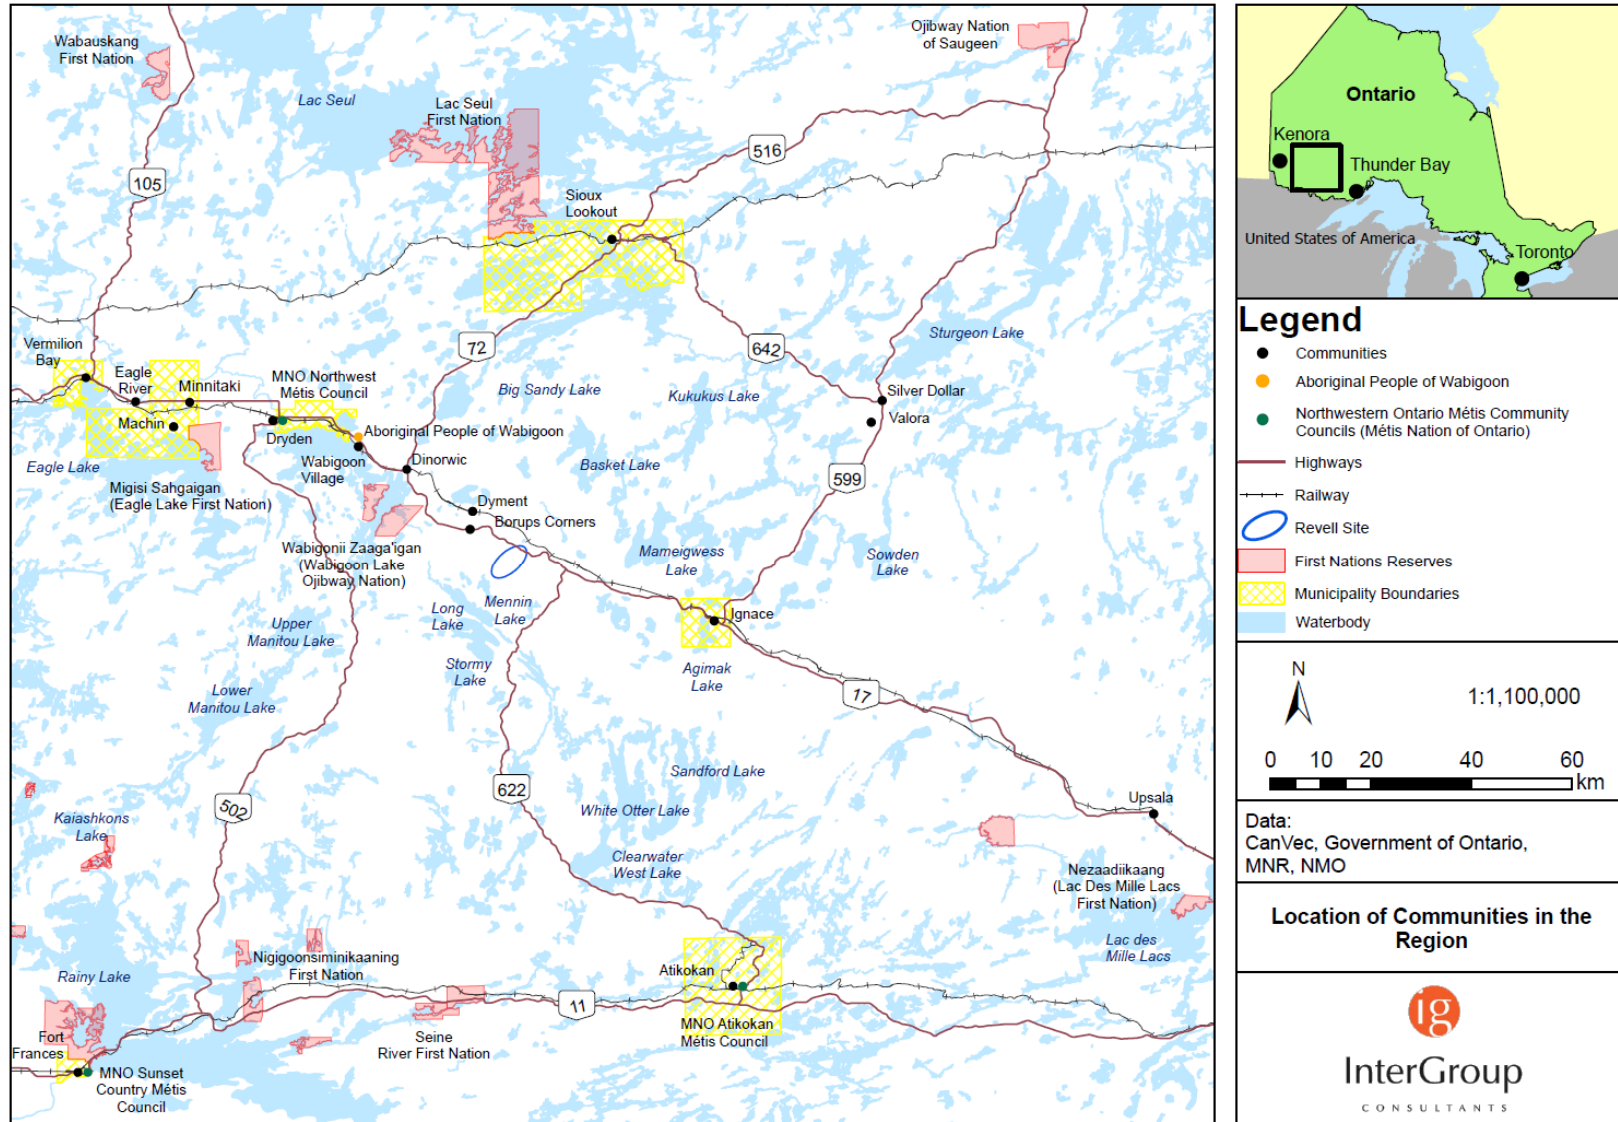 Wabauskang
First Nation
Lac Seul
Lac Seul
First Nation
Ojibway Nation
of Saugeen
105
516
Sioux
Lookout
72
642
Sturgeon Lake
Vermilion
Bay
Eagle
River
Minnitaki
Machin
MNO Northwest
Métis Council
Dryden
Aboriginal People of Wabigoon
Wabigoon
Village
Dinorwic
Big Sandy Lake
Kukukus Lake
Silver Dollar
Valora
Eagle Lake
Migisi Sahgaigan
(Eagle Lake First Nation)
Basket Lake
599
Dyment
Borups Corners
Wabigonii Zaaga'igan
(Wabigoon Lake
Ojibway Nation)
Mameigwess
Lake
Sowden
Lake
Long
Lake
Mennin
Lake
Ignace
Upper
Manitou Lake
Stormy
Lake
Agimak
Lake
Lower
Manitou Lake
17
Sandford Lake
622
502
White Otter Lake
Upsala
Kaiashkons
Lake
Clearwater
West Lake
Nezaadiikaang
(Lac Des Mille Lacs
First Nation)
Lac des
Mille Lacs
Nigigoonsiminikaaning
First Nation
Rainy Lake
Atikokan
11
MNO Atikokan
Métis Council
Seine
River First Nation
Fort
Frances
MNO Sunset
Country Métis
Council
Ontario
Kenora
Thunder Bay
United States of America
Toronto
Legend
Communities
Aboriginal People of Wabigoon
Northwestern Ontario Métis Community
Councils (Métis Nation of Ontario)
Highways
Railway
Revell Site
First Nations Reserves
Municipality Boundaries
Waterbody
N
1:1,100,000
0 10 20 40 60
km
Data:
CanVec, Government of Ontario,
MNR, NMO
Location of Communities in the
Region
ig
InterGroup
CONSULTANTS